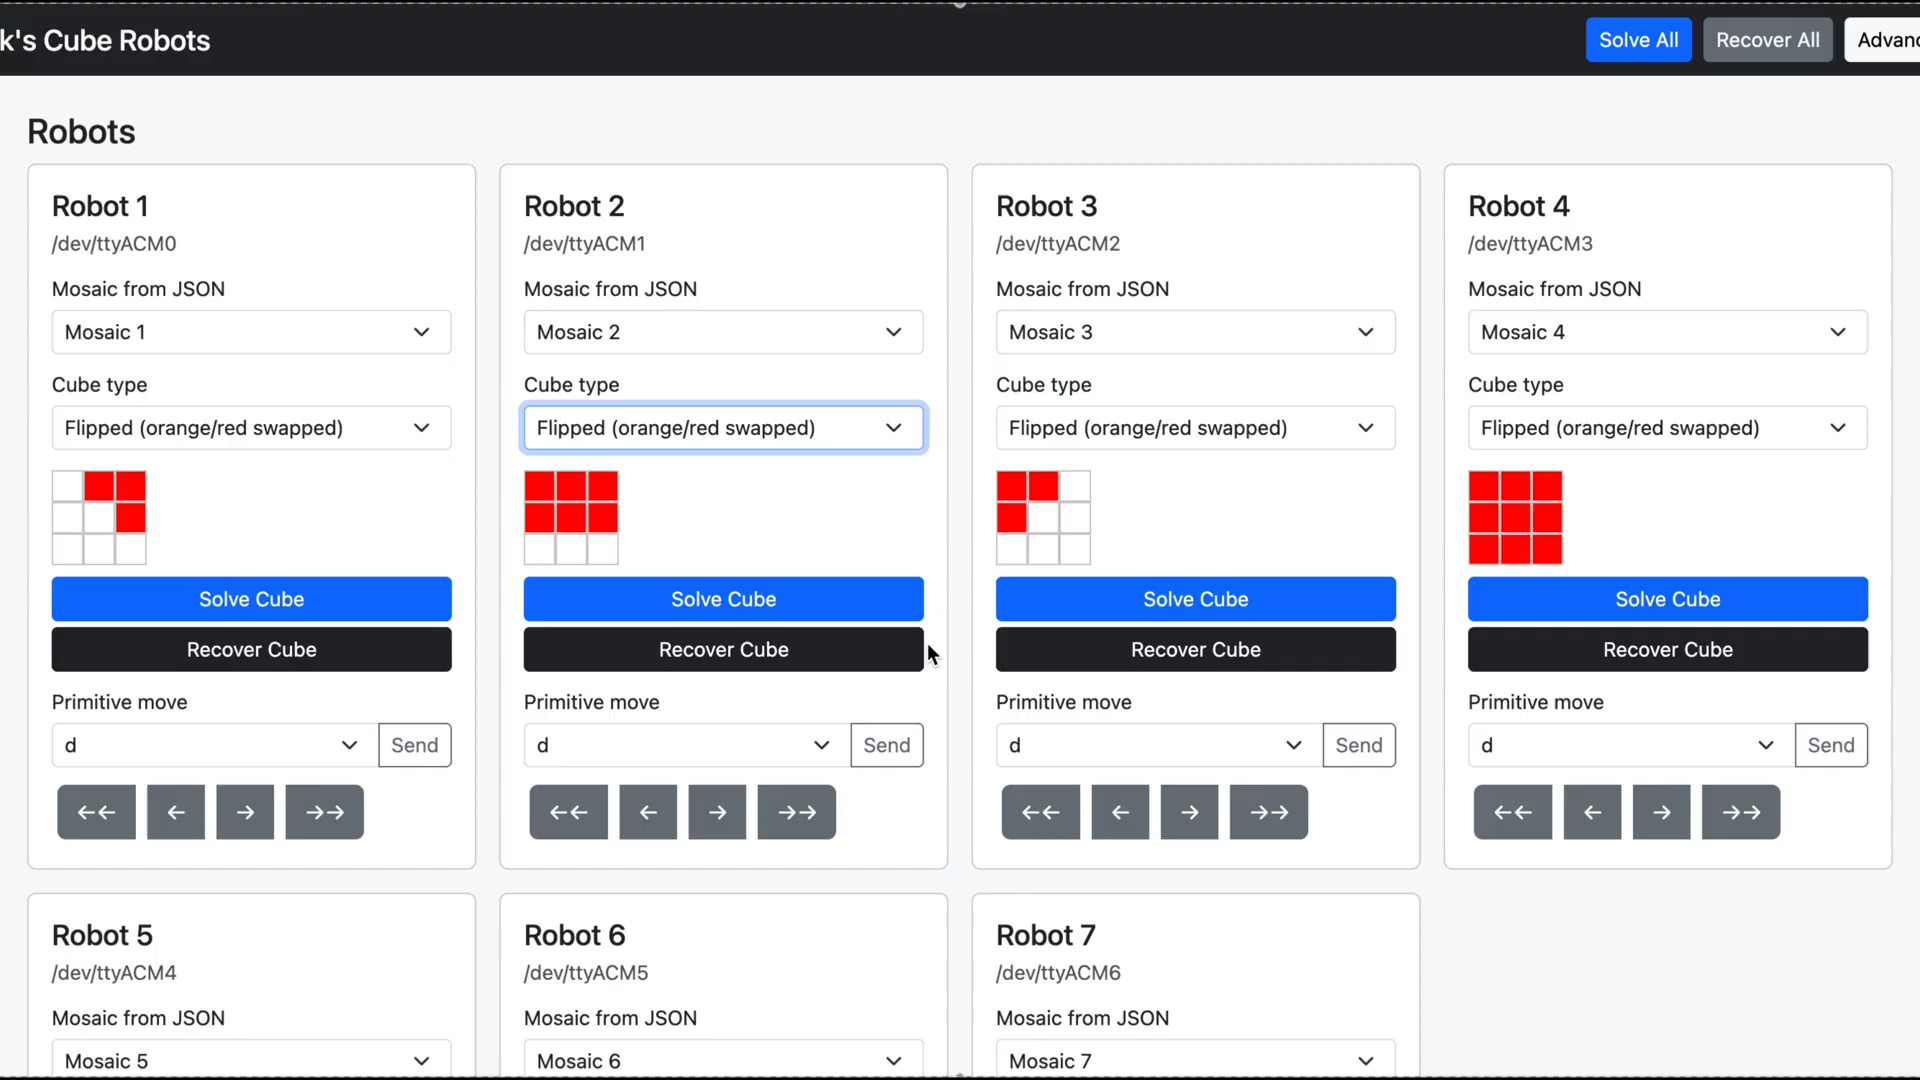 k's Cube Robots
Solve All
Recover All
Advanc
Robots
Robot 1
/dev/ttyACM0
Mosaic from JSON
Mosaic 1
Cube type
Flipped (orange/red swapped)
Solve Cube
Recover Cube
Primitive move
d
Send
←←
←
→
→→
Robot 2
/dev/ttyACM1
Mosaic from JSON
Mosaic 2
Cube type
Flipped (orange/red swapped)
Solve Cube
Recover Cube
Primitive move
d
Send
←←
←
→
→→
Robot 3
/dev/ttyACM2
Mosaic from JSON
Mosaic 3
Cube type
Flipped (orange/red swapped)
Solve Cube
Recover Cube
Primitive move
d
Send
←←
←
→
→→
Robot 4
/dev/ttyACM3
Mosaic from JSON
Mosaic 4
Cube type
Flipped (orange/red swapped)
Solve Cube
Recover Cube
Primitive move
d
Send
←←
←
→
→→
Robot 5
/dev/ttyACM4
Mosaic from JSON
Mosaic 5
Robot 6
/dev/ttyACM5
Mosaic from JSON
Mosaic 6
Robot 7
/dev/ttyACM6
Mosaic from JSON
Mosaic 7